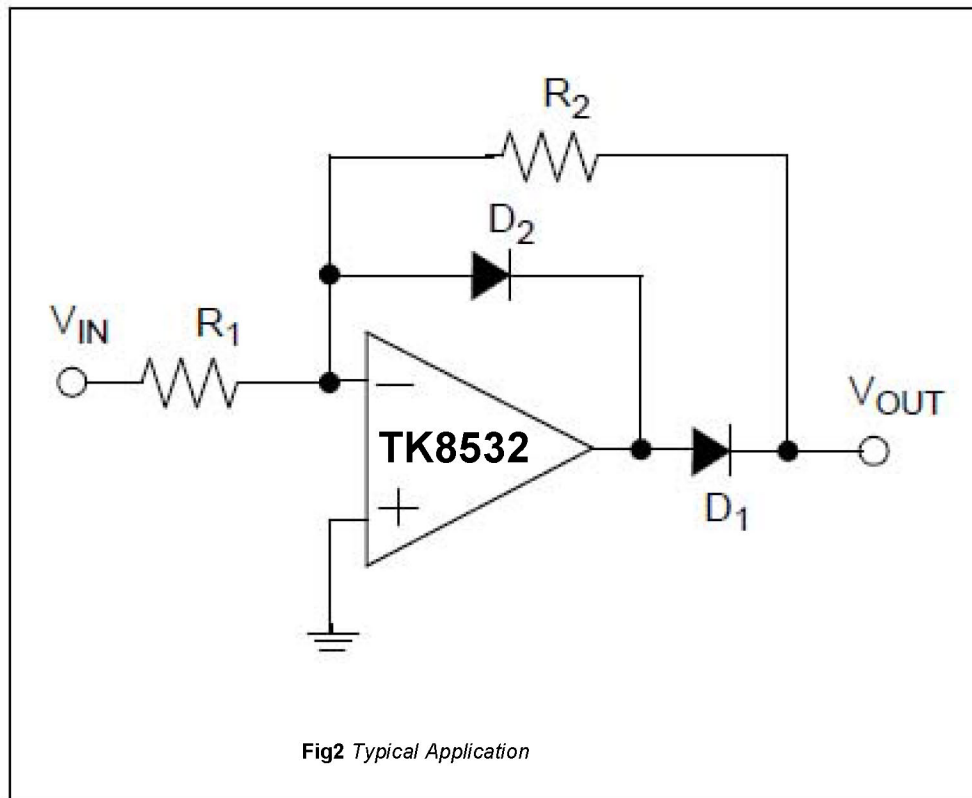 R2
D2
VIN
R1
VOUT
−
TK8532
+
D1
Fig2 Typical Application